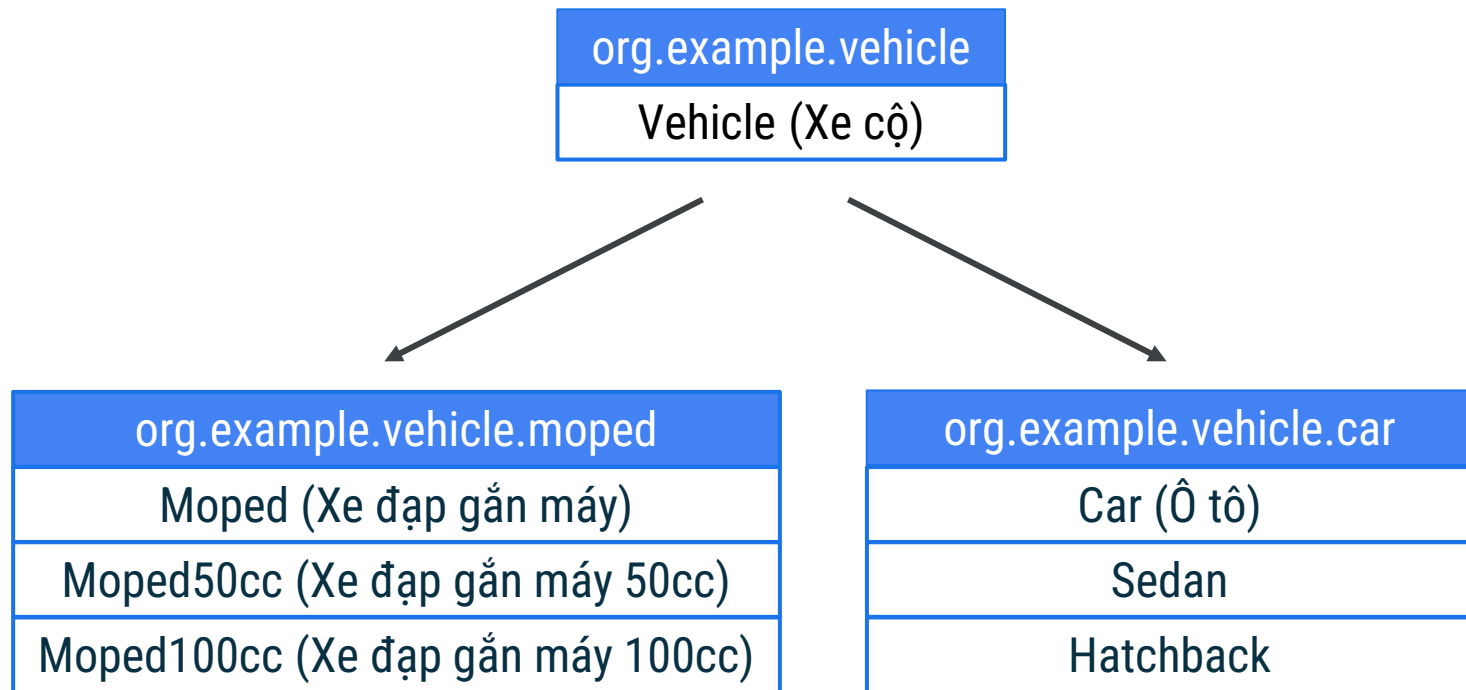 org.example.vehicle
Vehicle (Xe cộ)
org.example.vehicle.moped
Moped (Xe đạp gắn máy)
Moped50cc (Xe đạp gắn máy 50cc)
Moped100cc (Xe đạp gắn máy 100cc)
org.example.vehicle.car
Car (Ô tô)
Sedan
Hatchback